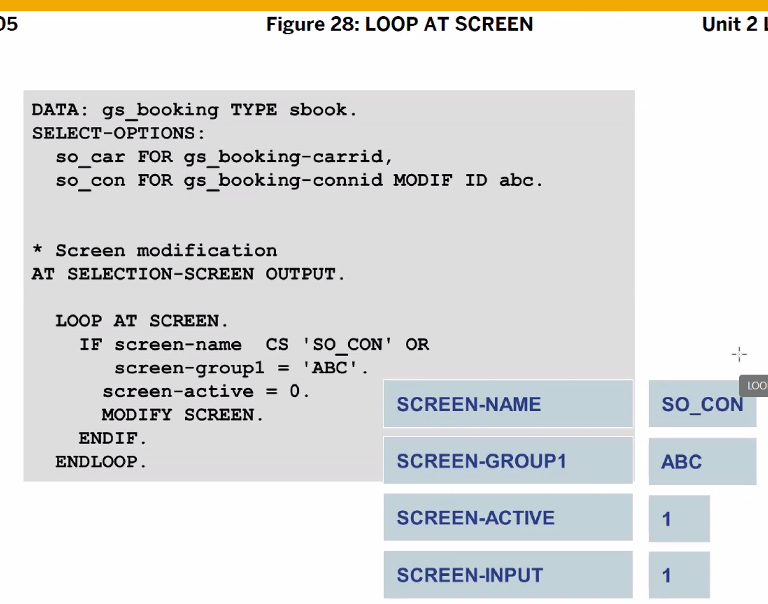 05 Figure 28: LOOP AT SCREEN Unit 2 L
DATA: gs_booking TYPE sbook.
SELECT-OPTIONS:
so_car FOR gs_booking-carrid,
so_con FOR gs_booking-connid MODIF ID abc.
* Screen modification
AT SELECTION-SCREEN OUTPUT.
LOOP AT SCREEN.
IF screen-name CS 'SO_CON' OR
screen-group1 = 'ABC'.
screen-active = 0.
MODIFY SCREEN.
ENDIF.
ENDLOOP.
LOO
SCREEN-NAME SO_CON
SCREEN-GROUP1 ABC
SCREEN-ACTIVE 1
SCREEN-INPUT 1